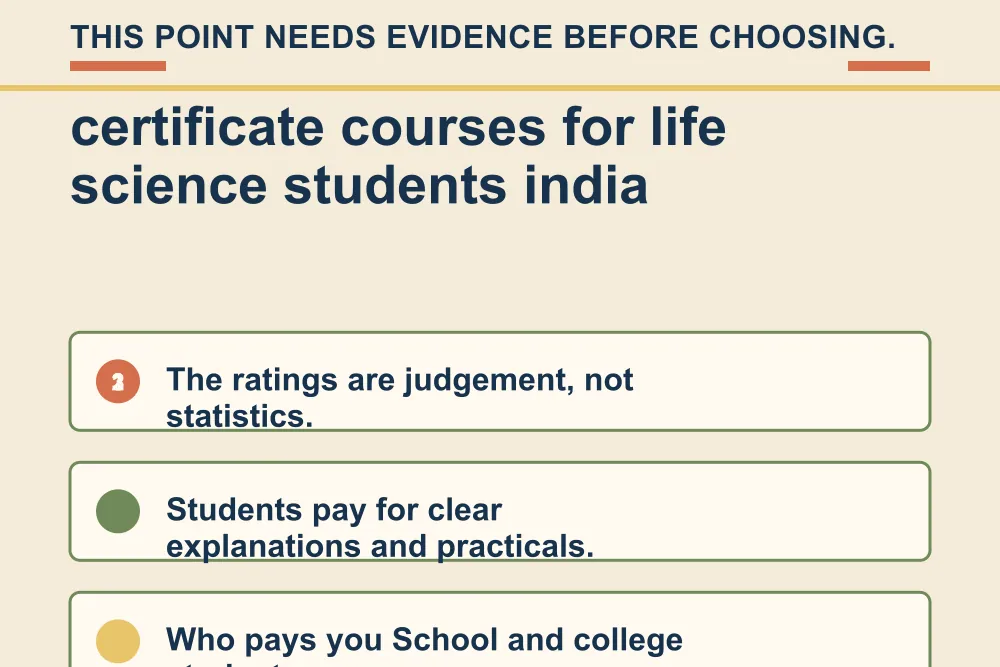 THIS POINT NEEDS EVIDENCE BEFORE CHOOSING.
certificate courses for life
science students india
The ratings are judgement, not
statistics.
Students pay for clear
explanations and practicals.
Who pays you School and college